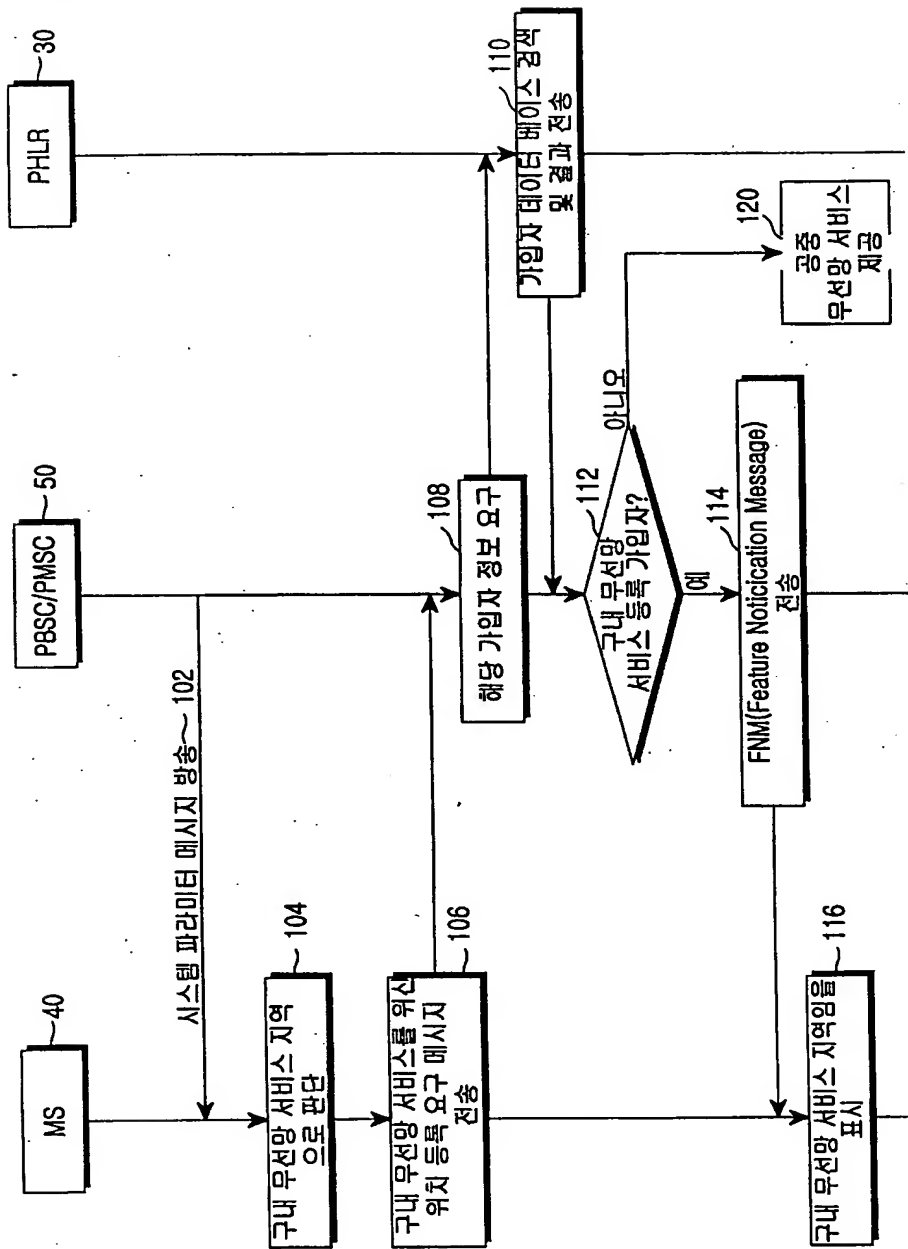 MS
40
PBSC/PMSC
50
PHLR
30
시스템 파라미터 메시지 방송
102
104
구내 무선망 서비스 지역
으로 판단
106
구내 무선망 서비스를 위신
위치 등록 요구 메시지
전송
108
해당 가입자 정보 요구
110
가입자 데이터 베이스 검색
및 결과 전송
112
구내 무선망
서비스 등록 가입자?
아니오
예
120
공중
무선망 서비스
제공
114
FNM(Feature Noticication Message)
전송
116
구내 무선망 서비스 지역임을
표시